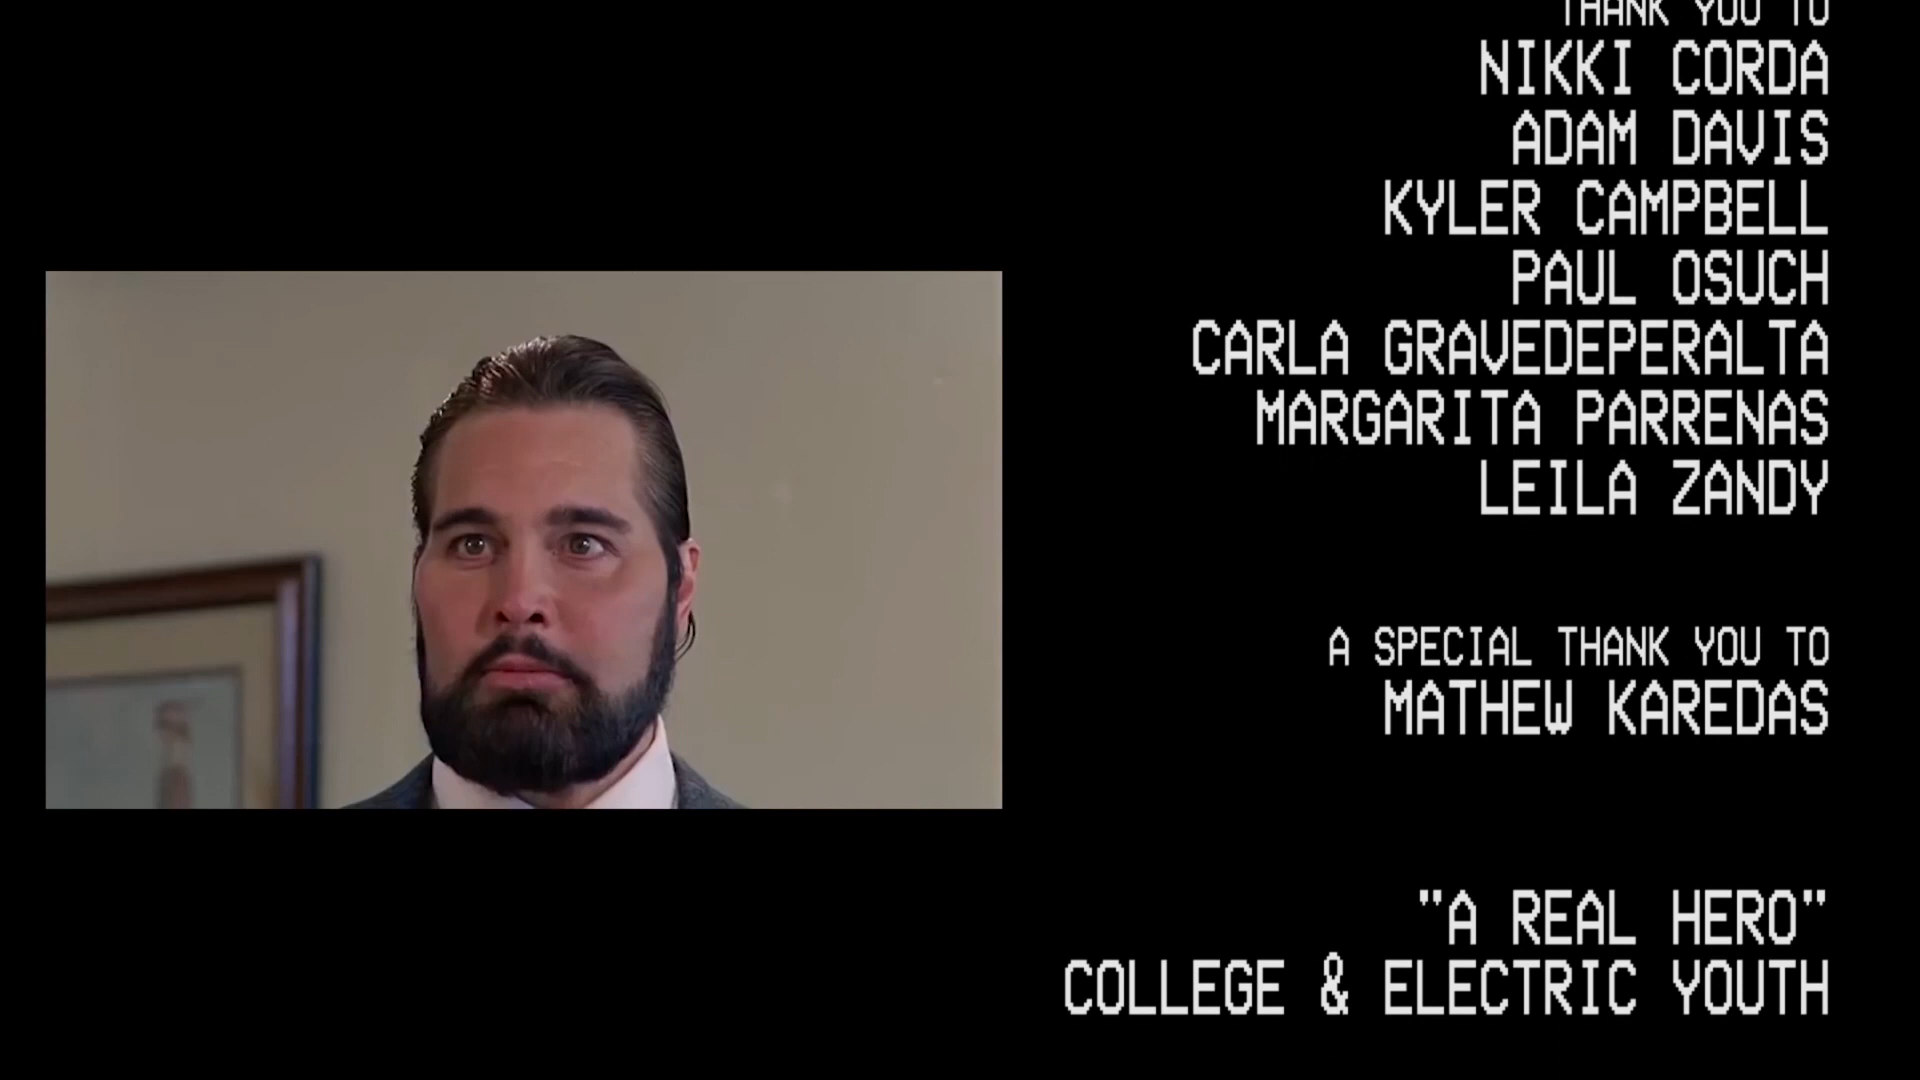 THANK YOU TO
NIKKI CORDA
ADAM DAVIS
KYLER CAMPBELL
PAUL OSUCH
CARLA GRAVEDEPERALTA
MARGARITA PARRENAS
LEILA ZANDY
A SPECIAL THANK YOU TO
MATHEW KAREDAS
"A REAL HERO"
COLLEGE & ELECTRIC YOUTH